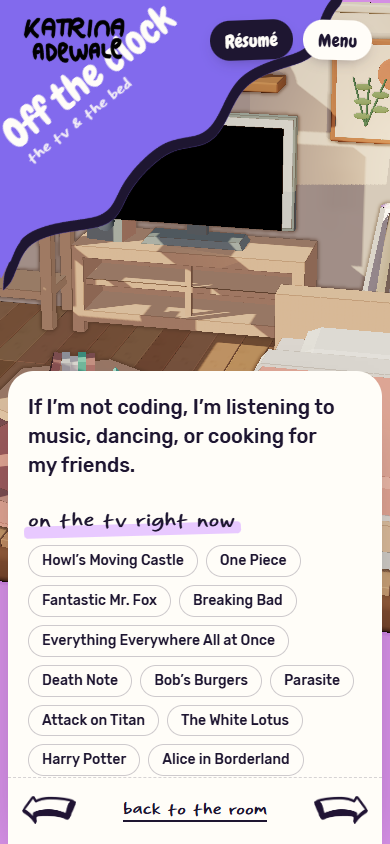 KATRINA
ADEWALE
Résumé
Menu
Off the clock
the tv & the bed
If I'm not coding, I'm listening to
music, dancing, or cooking for
my friends.
on the tv right now
Howl's Moving Castle
One Piece
Fantastic Mr. Fox
Breaking Bad
Everything Everywhere All at Once
Death Note
Bob's Burgers
Parasite
Attack on Titan
The White Lotus
Harry Potter
Alice in Borderland
back to the room